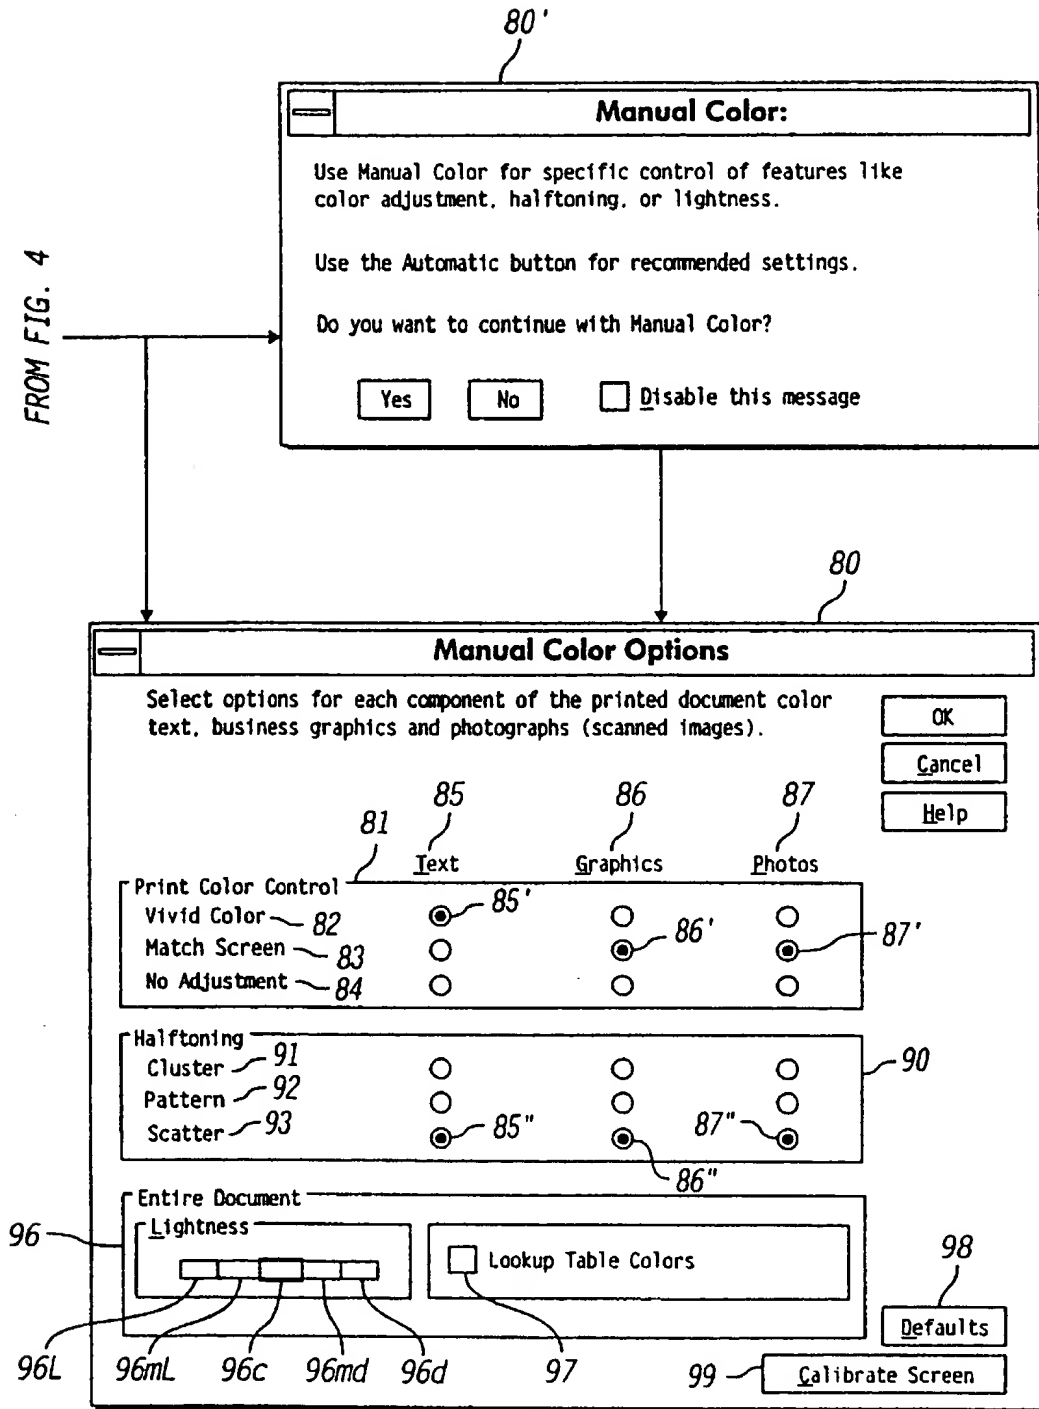 80'
Manual Color:
Use Manual Color for specific control of features like
color adjustment, halftoning, or lightness.
Use the Automatic button for recommended settings.
Do you want to continue with Manual Color?
Yes No Disable this message
FROM FIG. 4
80
Manual Color Options
Select options for each component of the printed document color
text, business graphics and photographs (scanned images).
OK
Cancel
Help
81 85 86 87
Text Graphics Photos
Print Color Control
Vivid Color 82 85'
Match Screen 83 86' 87'
No Adjustment 84
Halftoning 90
Cluster 91
Pattern 92
Scatter 93 85" 86" 87"
Entire Document
96 Lightness
Lookup Table Colors
98
Defaults
96L 96mL 96c 96md 96d 97
99 Calibrate Screen